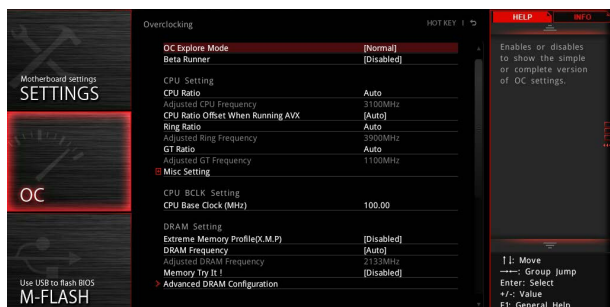 Overclocking
HOT KEY | ↰
HELP
INFO
OC Explore Mode [Normal]
Beta Runner [Disabled]
CPU Setting
CPU Ratio Auto
Adjusted CPU Frequency 3100MHz
CPU Ratio Offset When Running AVX [Auto]
Ring Ratio Auto
Adjusted Ring Frequency 3900MHz
GT Ratio Auto
Adjusted GT Frequency 1100MHz
Misc Setting
CPU BCLK Setting
CPU Base Clock (MHz) 100.00
DRAM Setting
Extreme Memory Profile(X.M.P) [Disabled]
DRAM Frequency [Auto]
Adjusted DRAM Frequency 2133MHz
Memory Try It ! [Disabled]
Advanced DRAM Configuration
Motherboard settings
SETTINGS
OC
Use USB to flash BIOS
M-FLASH
Enables or disables
to show the simple
or complete version
of OC settings.
↑↓: Move
→←: Group Jump
Enter: Select
+/-: Value
F1: General Help